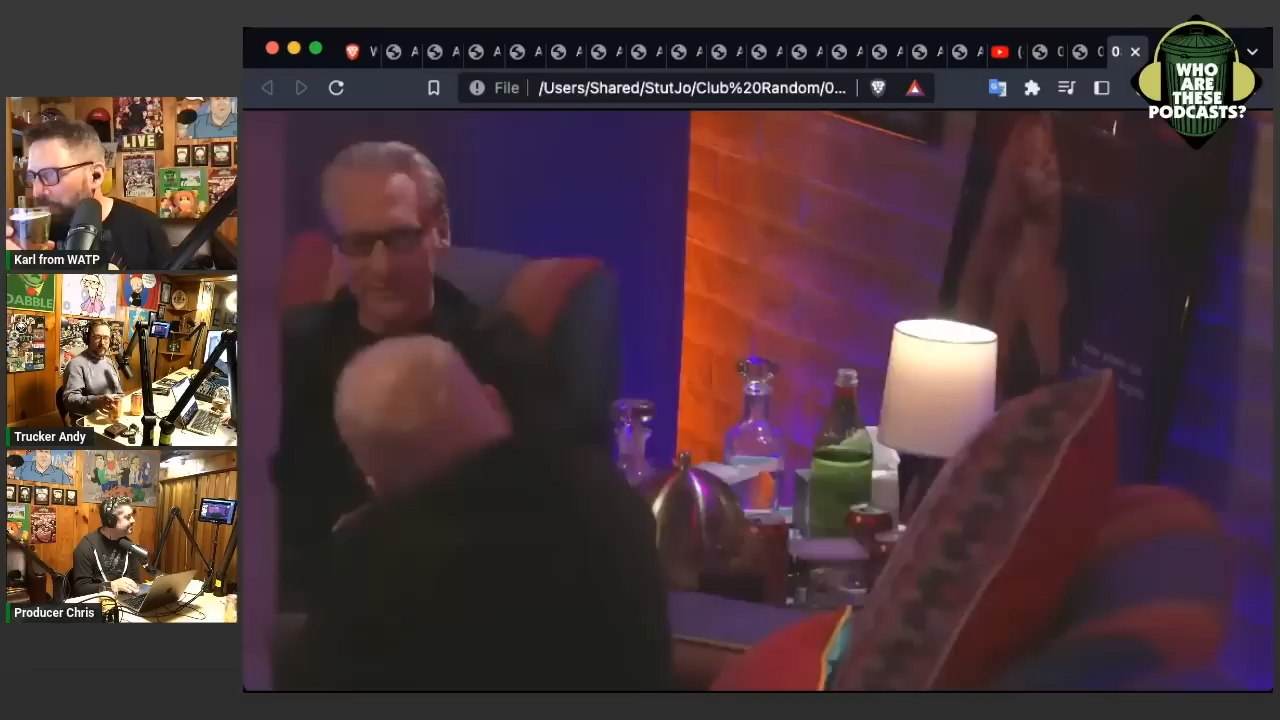 File
/Users/Shared/StutJo/Club%20Random/0...
WHO
ARE
THESE
PODCASTS?
LIVE
Karl from WATP
DABBLE
Trucker Andy
Producer Chris